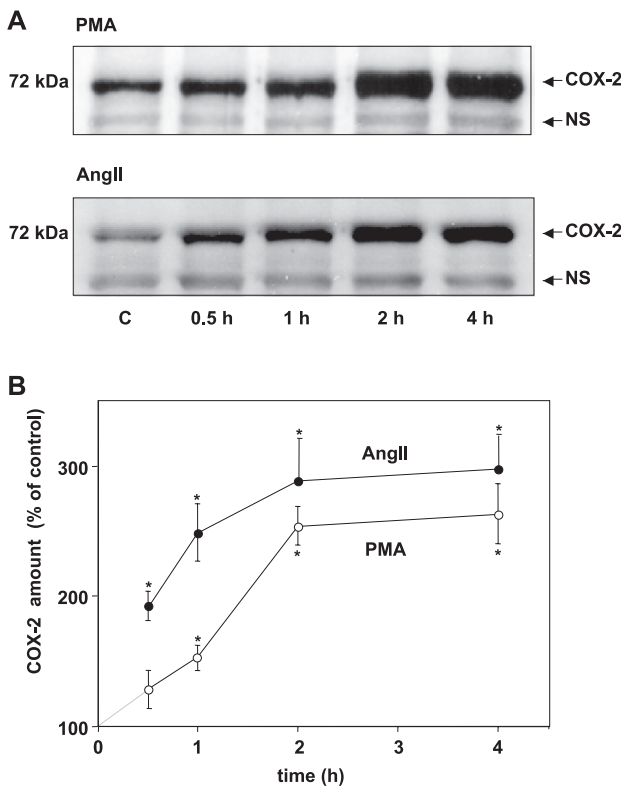 A
PMA
72 kDa
COX-2
NS
AngII
72 kDa
COX-2
NS
C 0.5 h 1 h 2 h 4 h
B
COX-2 amount (% of control)
300
200
100
* * * *
AngII
PMA
* * *
0 1 2 3 4
time (h)